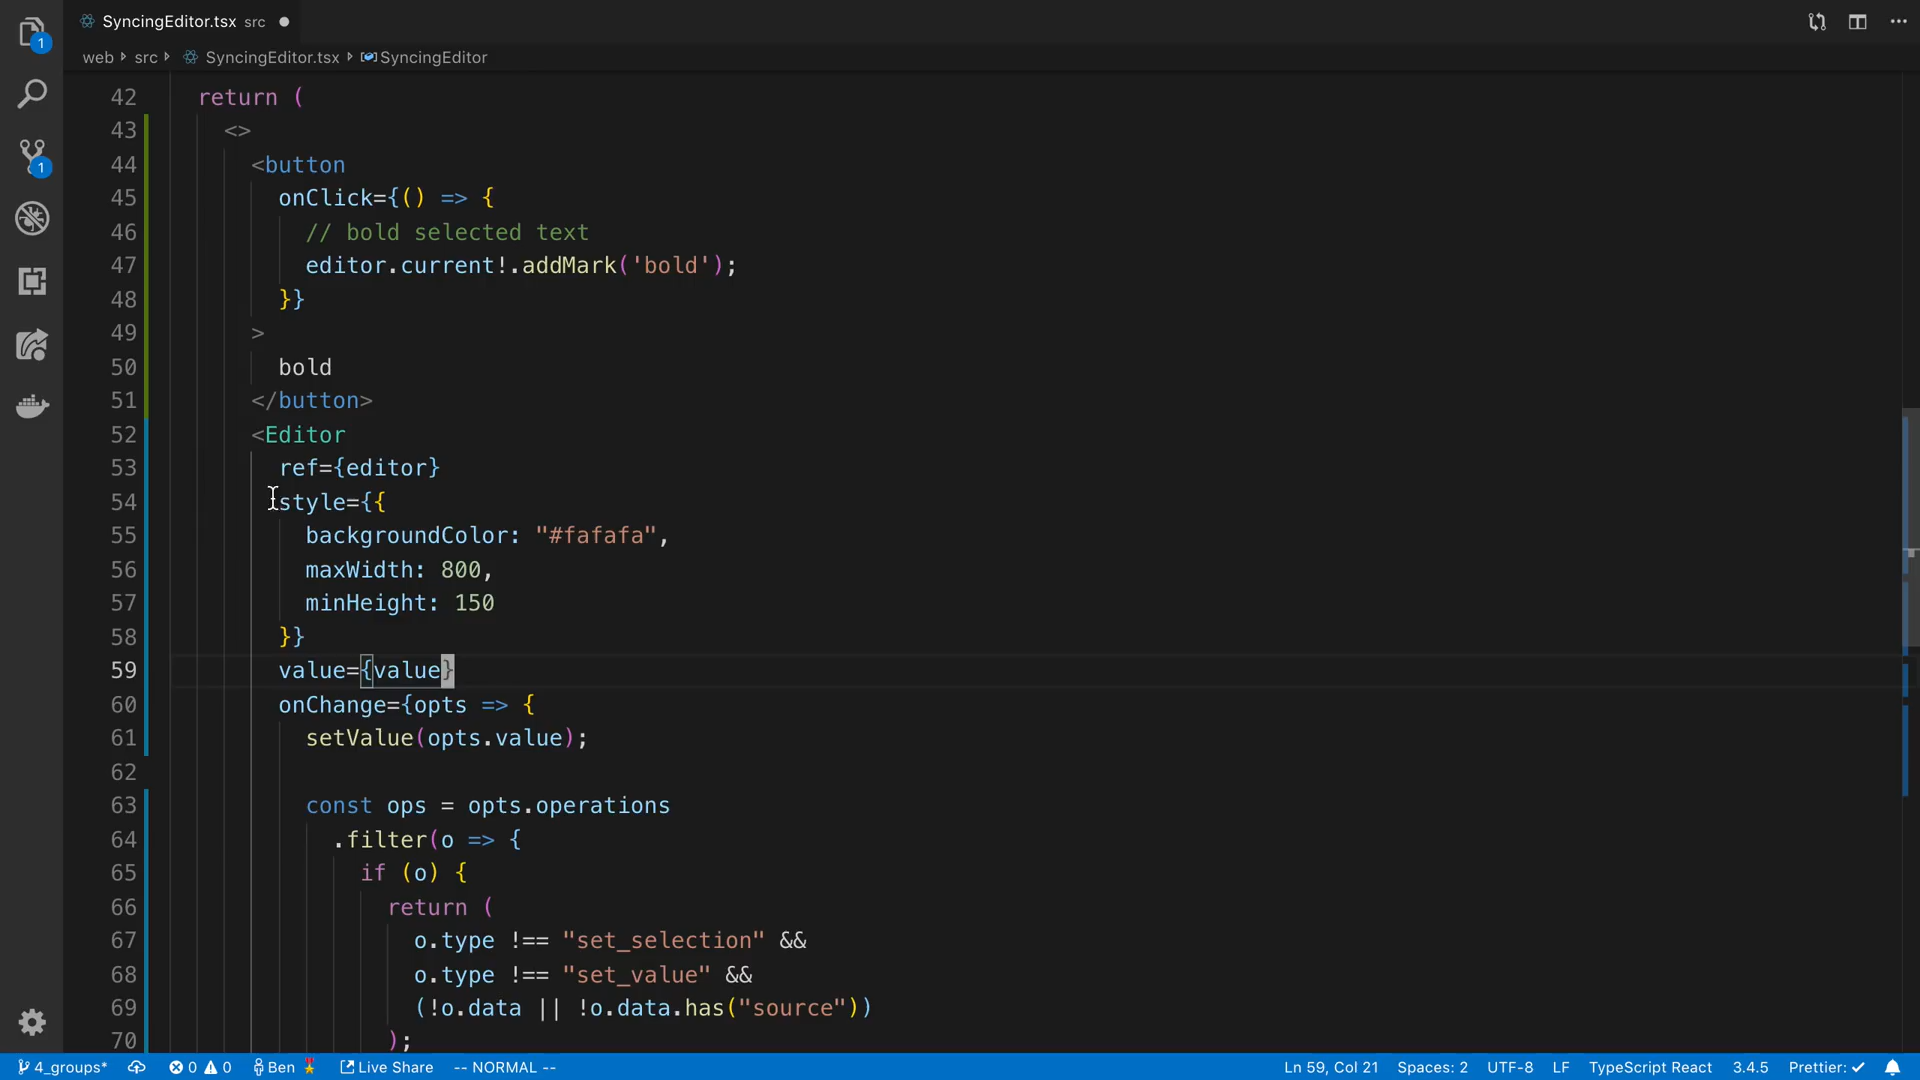 SyncingEditor.tsx src
web src SyncingEditor.tsx SyncingEditor
1
1
42 return (
43 <>
44 <button
45 onClick={() => {
46 // bold selected text
47 editor.current!.addMark('bold');
48 }}
49 >
50 bold
51 </button>
52 <Editor
53 ref={editor}
54 style={{
55 backgroundColor: "#fafafa",
56 maxWidth: 800,
57 minHeight: 150
58 }}
59 value={value}
60 onChange={opts => {
61 setValue(opts.value);
62
63 const ops = opts.operations
64 .filter(o => {
65 if (o) {
66 return (
67 o.type !== "set_selection" &&
68 o.type !== "set_value" &&
69 (!o.data || !o.data.has("source"))
70 );
4_groups* 0 0 Ben Live Share -- NORMAL -- Ln 59, Col 21 Spaces: 2 UTF-8 LF TypeScript React 3.4.5 Prettier: ✓